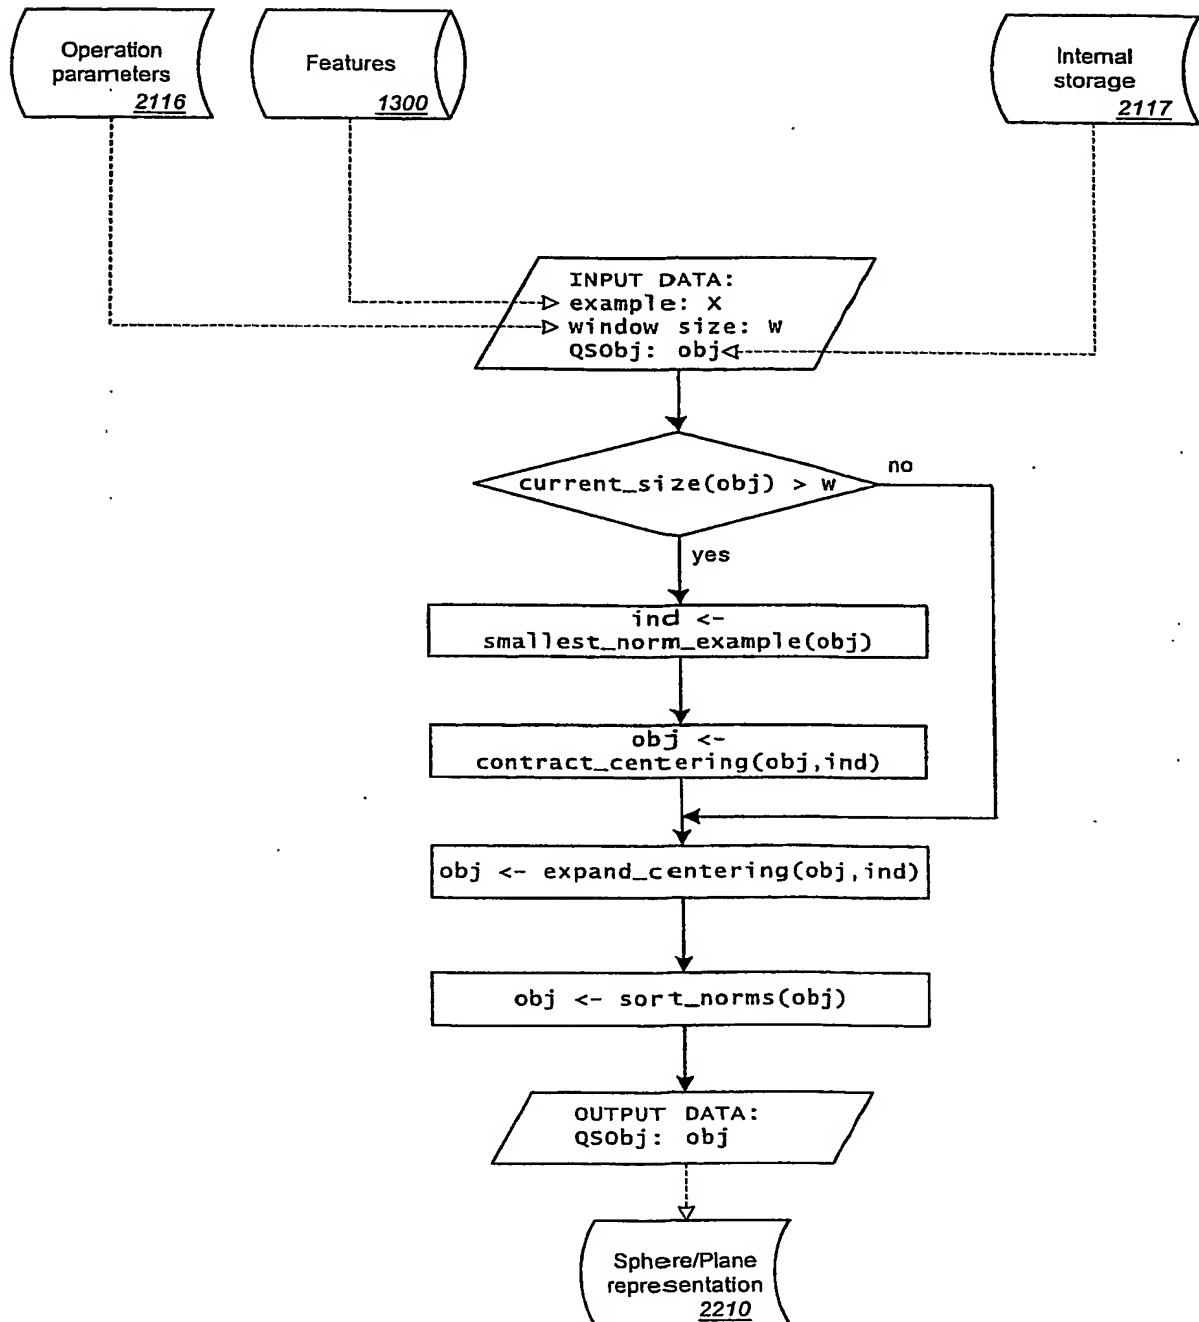 Operation
parameters
2116
Features
1300
Internal
storage
2117
INPUT DATA:
example: X
window size: W
QSObj: obj
current_size(obj) > W
no
yes
ind <-
smallest_norm_example(obj)
obj <-
contract_centering(obj,ind)
obj <- expand_centering(obj,ind)
obj <- sort_norms(obj)
OUTPUT DATA:
QSObj: obj
Sphere/Plane
representation
2210